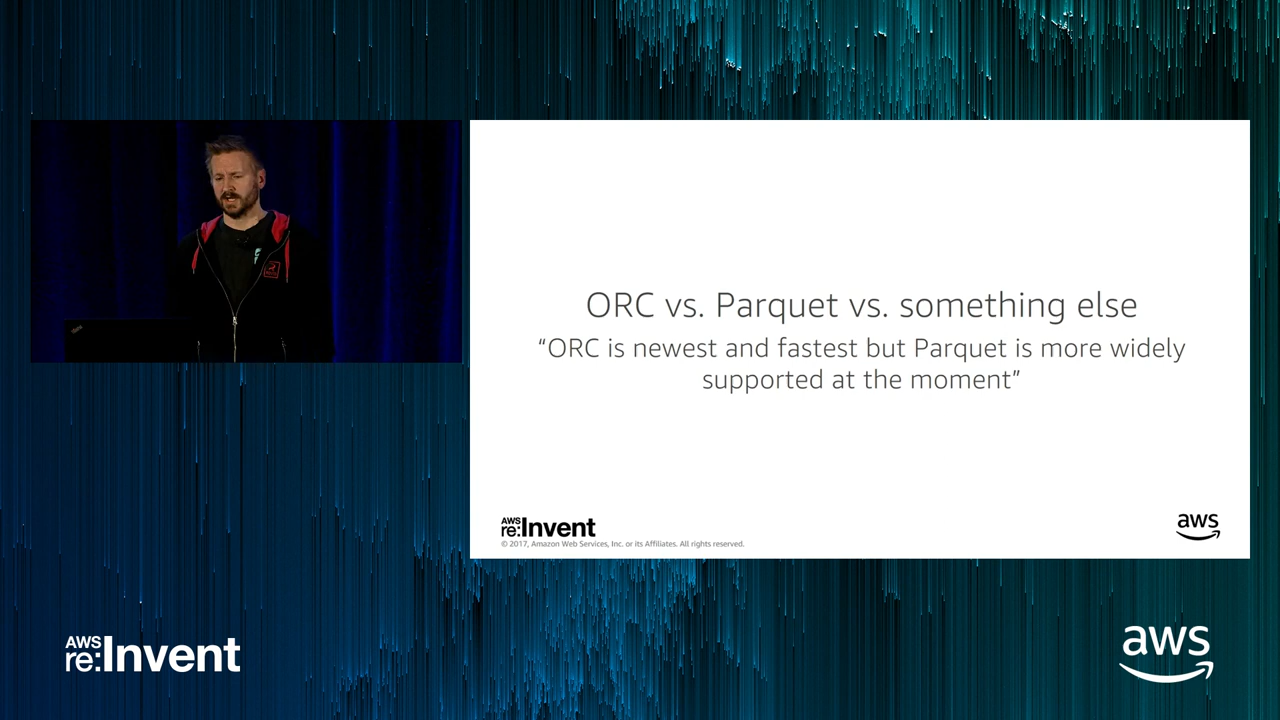 ORC vs. Parquet vs. something else
“ORC is newest and fastest but Parquet is more widely
supported at the moment”
AWS
re:Invent
© 2017, Amazon Web Services, Inc. or its Affiliates. All rights reserved.
aws
AWS
re:Invent
aws